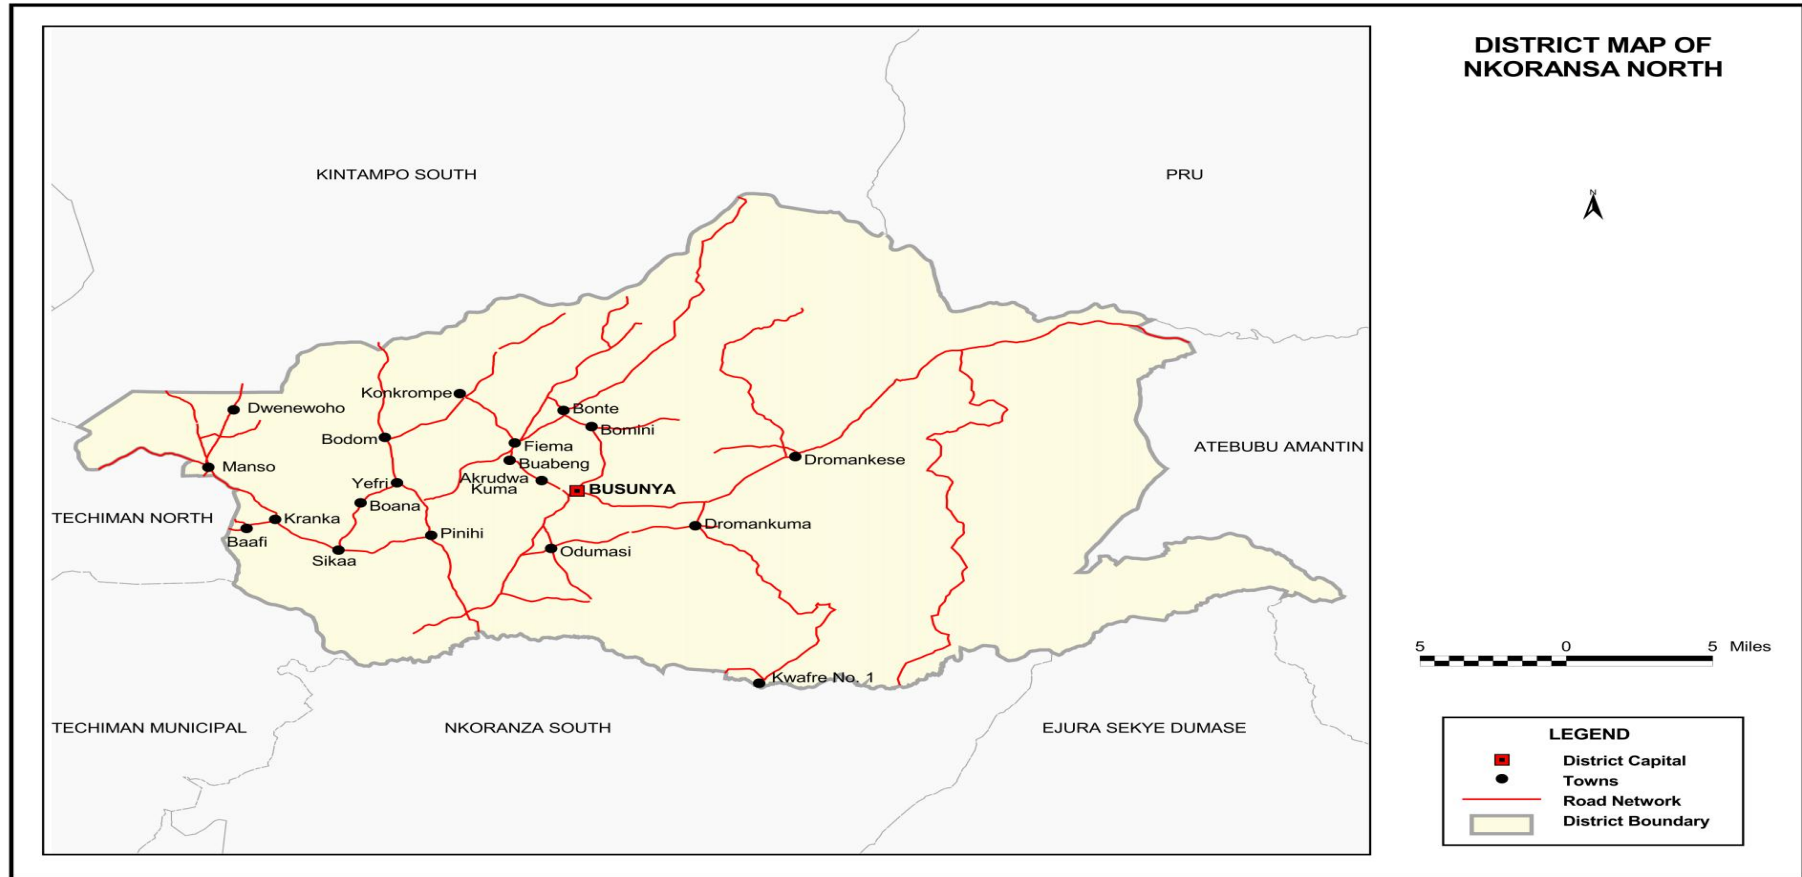 DISTRICT MAP OF
NKORANSA NORTH
KINTAMPO SOUTH
PRU
N
Konkrompe
Dwenewoho
Bonte
Bomini
Bodom
Fiema
ATEBUBU AMANTIN
Dromankese
Buabeng
Manso
Akrudwa
Kuma
Yefri
BUSUNYA
Boana
TECHIMAN NORTH
Kranka
Dromankuma
Pinihi
Baafi
Odumasi
Sikaa
5 0 5 Miles
Kwafre No. 1
TECHIMAN MUNICIPAL
NKORANZA SOUTH
EJURA SEKYE DUMASE
LEGEND
District Capital
Towns
Road Network
District Boundary